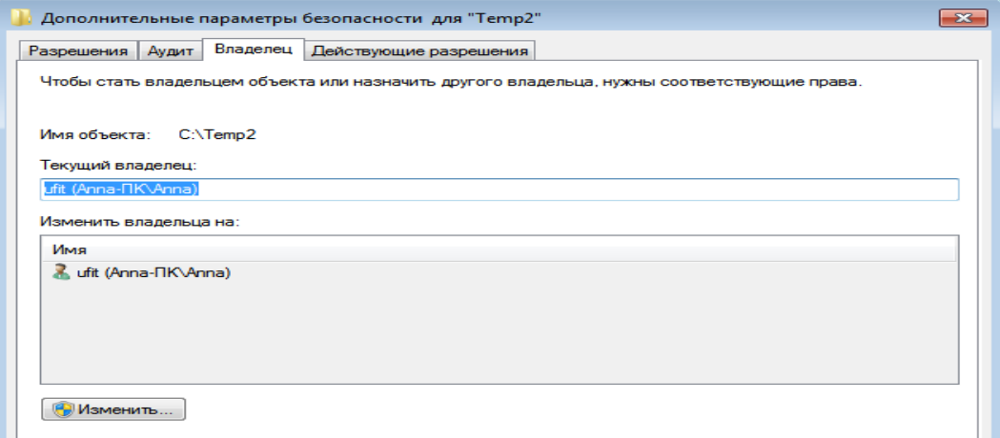 Дополнительные параметры безопасности для "Temp2"
Разрешения Аудит Владелец Действующие разрешения
Чтобы стать владельцем объекта или назначить другого владельца, нужны соответствующие права.
Имя объекта: C:\Temp2
Текущий владелец:
ufit (Anna-ПК\Anna)
Изменить владельца на:
Имя
ufit (Anna-ПК\Anna)
Изменить...